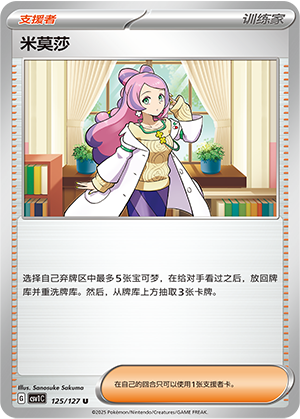 支援者 训练家
米莫莎
选择自己弃牌区中最多5张宝可梦，在给对手看过之后，放回牌
库并重洗牌库。然后，从牌库上方抽取3张卡牌。
Illus. Sanosuke Sakuma
在自己的回合只可以使用1张支援者卡。
G CSV1C 125/127 U
©2025 Pokémon/Nintendo/Creatures/GAME FREAK.